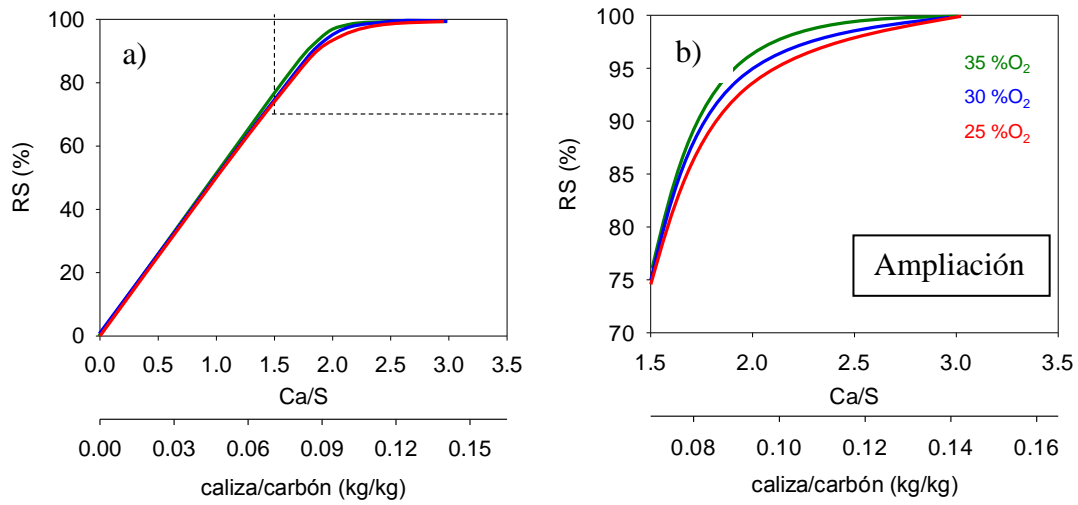 a)
RS (%)
100
80
60
40
20
0
0.0 0.5 1.0 1.5 2.0 2.5 3.0 3.5
Ca/S
0.00 0.03 0.06 0.09 0.12 0.15
caliza/carbón (kg/kg)
b)
RS (%)
100
95
90
85
80
75
70
35 %O₂
30 %O₂
25 %O₂
Ampliación
1.5 2.0 2.5 3.0 3.5
Ca/S
0.08 0.10 0.12 0.14 0.16
caliza/carbón (kg/kg)